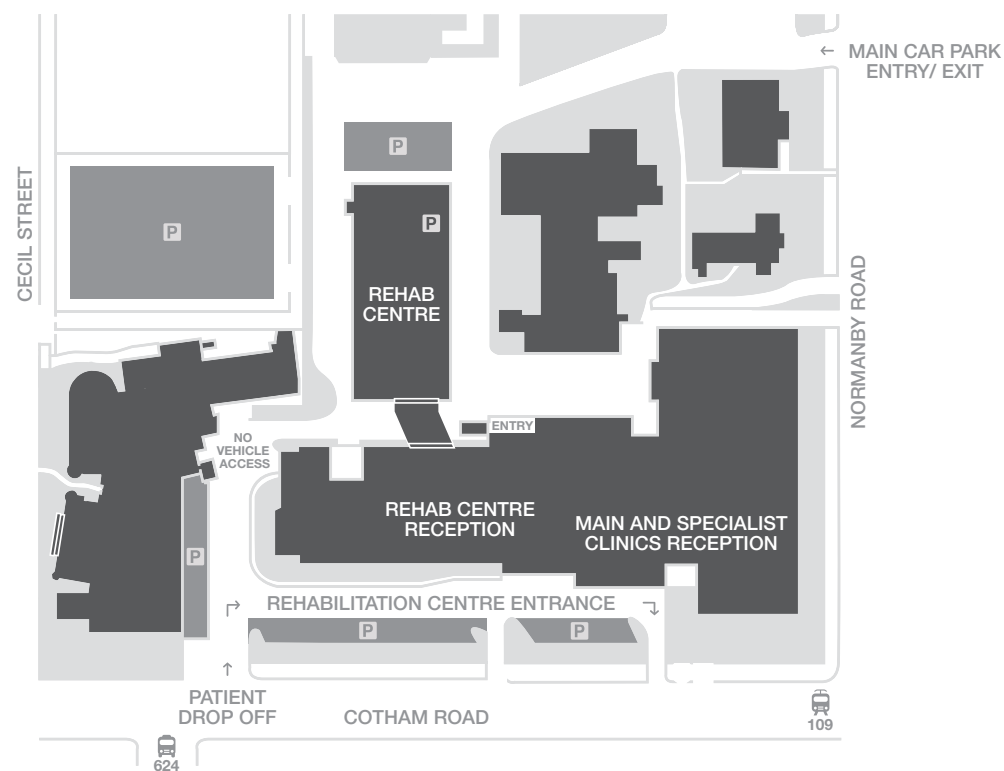 ← MAIN CAR PARK
ENTRY/ EXIT
P
P
CECIL STREET
P
REHAB
CENTRE
NORMANBY ROAD
ENTRY
NO
VEHICLE
ACCESS
REHAB CENTRE
RECEPTION
MAIN AND SPECIALIST
CLINICS RECEPTION
P
REHABILITATION CENTRE ENTRANCE
P
P
PATIENT
DROP OFF
COTHAM ROAD
109
624